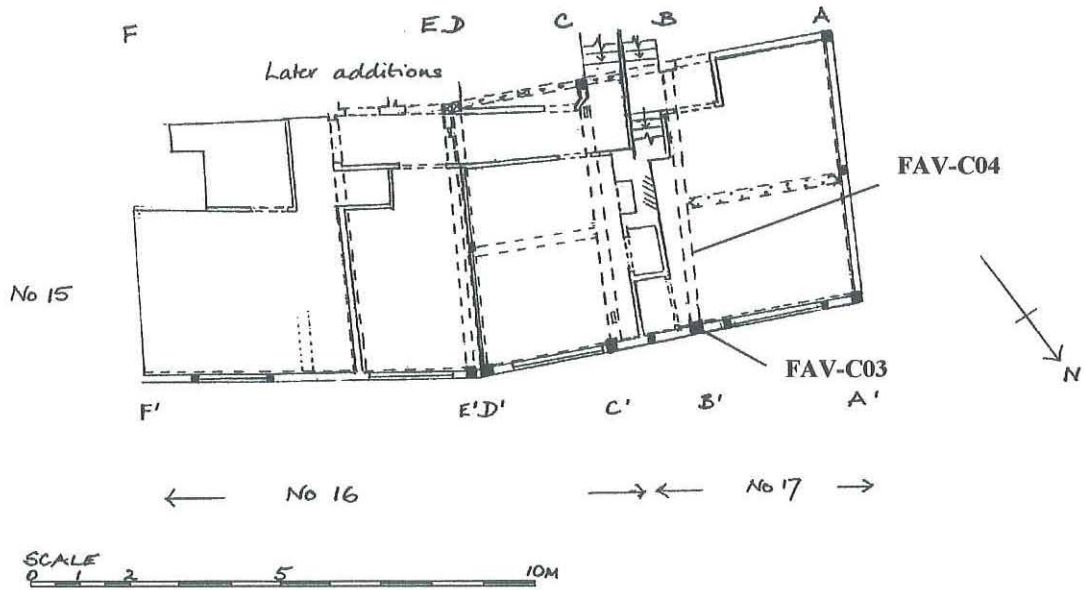 F E D C B A
Later additions
FAV-C04
No 15
FAV-C03
N
F' E'D' C' B' A'
← No 16 → ← No 17 →
SCALE
0 1 2 5 10M